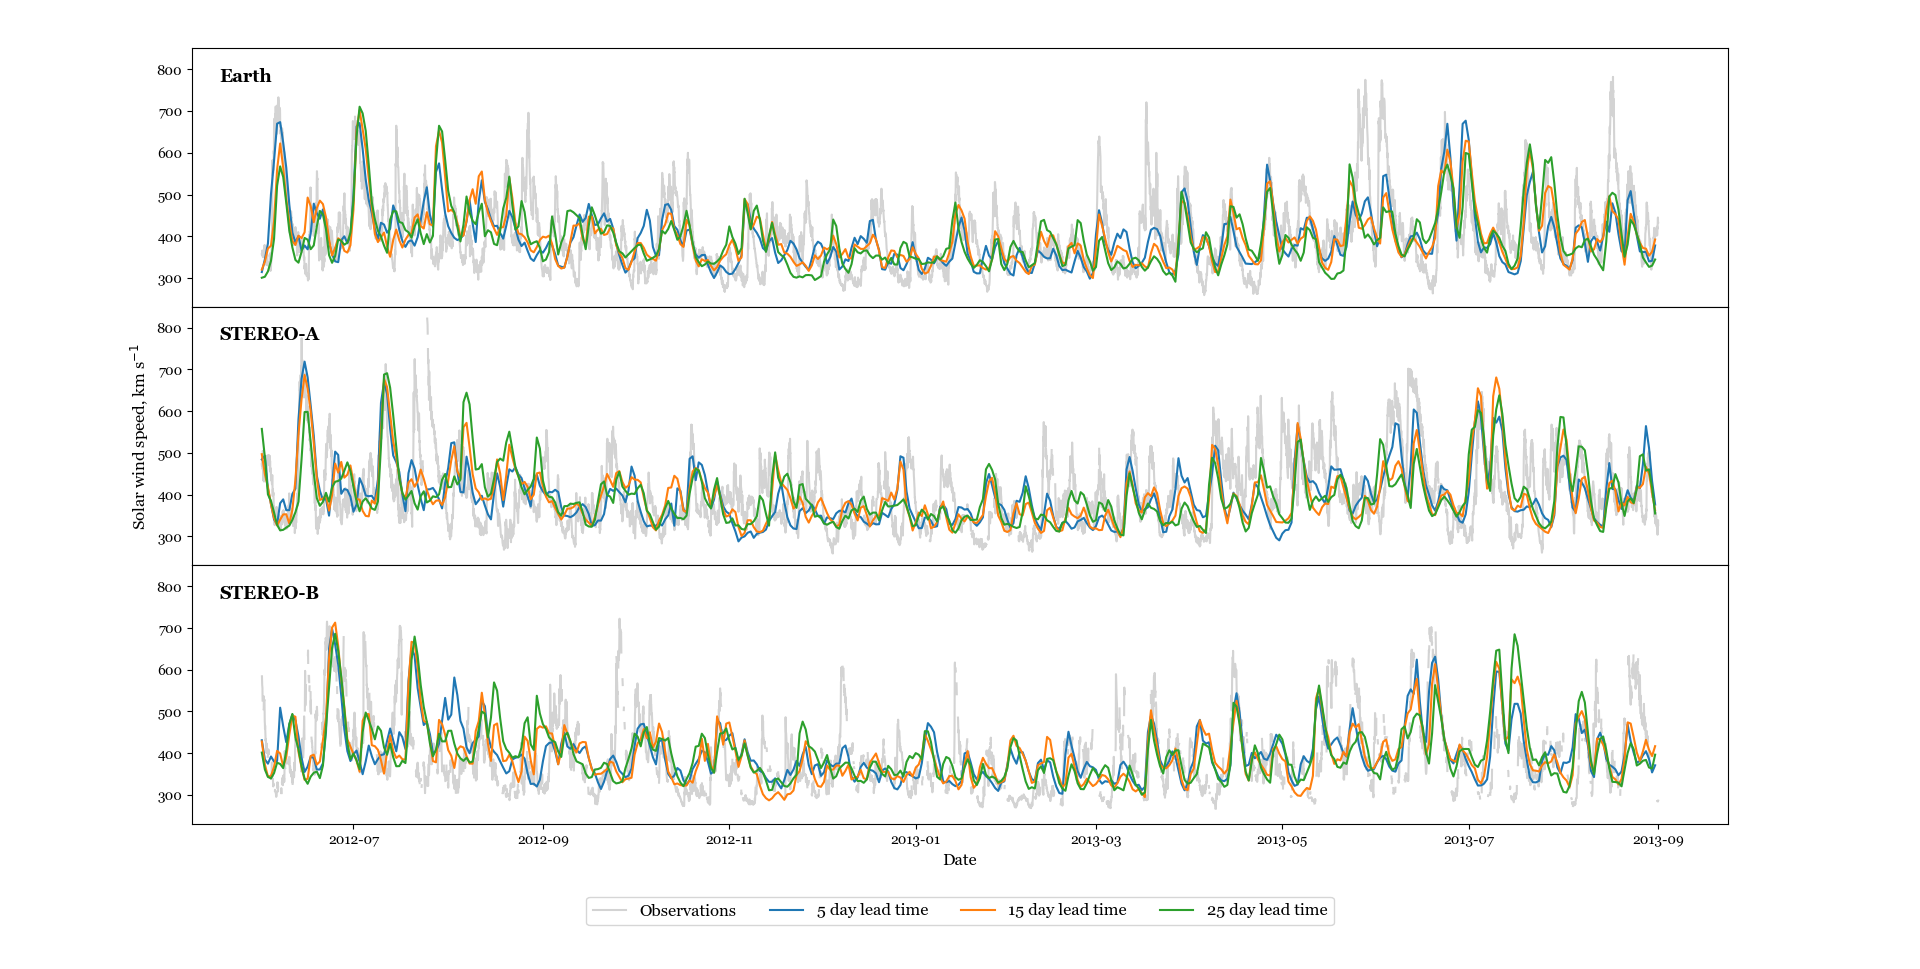 Earth
800
700
600
500
400
300
STEREO-A
800
700
600
500
400
300
Solar wind speed, km s⁻¹
STEREO-B
800
700
600
500
400
300
2012-07 2012-09 2012-11 2013-01 2013-03 2013-05 2013-07 2013-09
Date
Observations 5 day lead time 15 day lead time 25 day lead time